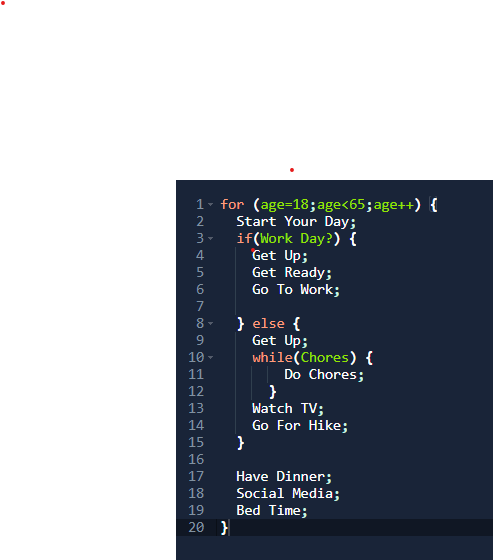 1 for (age=18;age<65;age++) {
2 Start Your Day;
3 if(Work Day?) {
4 Get Up;
5 Get Ready;
6 Go To Work;
7
8 } else {
9 Get Up;
10 while(Chores) {
11 Do Chores;
12 }
13 Watch TV;
14 Go For Hike;
15 }
16
17 Have Dinner;
18 Social Media;
19 Bed Time;
20 }